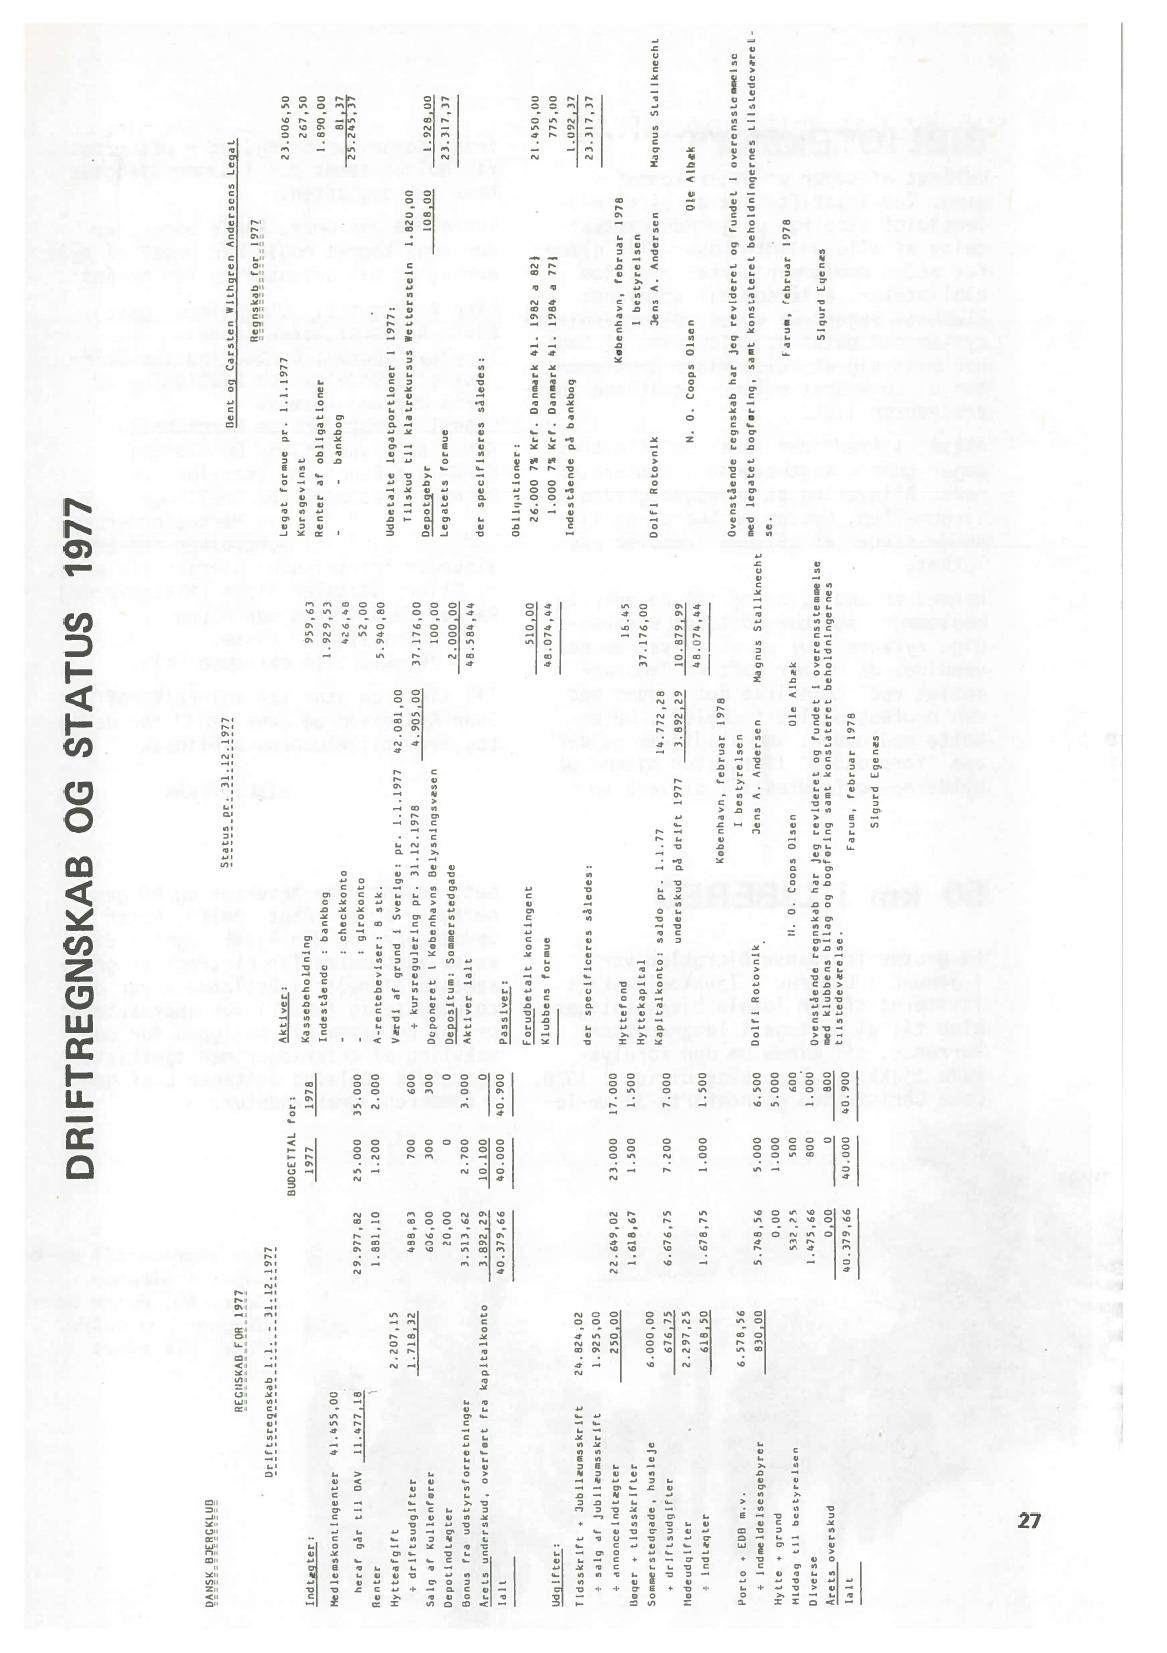 DRIFTREGNSKAB OG STATUS 1977
DANSK BJERGKLUB
REGNSKAB FOR 1977
Driftsregnskab 1.1. - 31.12.1977
BUDGETTAL for:
Indtægter: 1977 1978
Medlemskontingenter 41.455,00
heraf går til DAV 11.477,18 29.977,82 25.000 35.000
Renter 1.881,10 1.200 2.000
Hytteafgift 2.207,15
÷ driftsudgifter 1.718,32 488,83 700 600
Salg af Kullenfører 606,00 300 300
Depotindtægter 20,00 0 0
Bonus fra udstyrsforretninger 3.513,62 2.700 3.000
Årets underskud, overført fra kapitalkonto 3.892,29 10.100 0
Ialt 40.379,66 40.000 40.900
Udgifter:
Tidsskrift + Jubilæumsskrift 24.824,02
÷ salg af jubilæumsskrift 1.925,00
÷ annonceindtægter 250,00 22.649,02 23.000 17.000
Bøger + tidsskrifter 1.618,67 1.500 1.500
Sommerstedgade, husleje 6.000,00
+ driftsudgifter 676,75 6.676,75 7.200 7.000
Mødeudgifter 2.297,25
÷ indtægter 618,50 1.678,75 1.000 1.500
Porto + EDB m.v. 6.578,56
÷ indmeldelsesgebyrer 830,00 5.748,56 5.000 6.500
Hytte + grund 0,00 1.000 5.000
Middag til bestyrelsen 532,25 500 600
Diverse 1.475,66 800 1.000
Årets overskud 0,00 0 800
Ialt 40.379,66 40.000 40.900
Status pr. 31.12.1977
Aktiver:
Kassebeholdning 959,63
Indestående : bankbog 1.929,53
- : checkkonto 426,48
- : girokonto 52,00
A-rentebeviser: 8 stk. 5.940,80
Værdi af grund i Sverige: pr. 1.1.1977 42.081,00
÷ kursregulering pr. 31.12.1978 4.905,00 37.176,00
Deponeret i Københavns Belysningsvæsen 100,00
Depositum: Sommerstedgade 2.000,00
Aktiver ialt 48.584,44
Passiver:
Forudbetalt kontingent 510,00
Klubbens formue 48.074,44
der specificeres således:
Hyttefond 16.45
Hyttekapital 37.176,00
Kapitalkonto: saldo pr. 1.1.77 14.772,28
underskud på drift 1977 3.892,29 10.879,99
48.074,44
København, februar 1978
I bestyrelsen
Dolfi Rotovnik Jens A. Andersen Magnus Stallknecht
N. O. Coops Olsen Ole Albæk
Ovenstående regnskab har jeg revideret og fundet i overensstemmelse
med klubbens bilag og bogføring samt konstateret beholdningernes
tilstedeværelse.
Farum, februar 1978
Sigurd Egenæs
Bent og Carsten Withgren Andersens Legat
Regnskab for 1977
Legat formue pr. 1.1.1977 23.006,50
Kursgevinst 267,50
Renter af obligationer 1.890,00
- - bankbog 81,37
25.245,37
Udbetalte legatportioner i 1977:
Tilskud til klatrekursus Wetterstein 1.820,00
Depotgebyr 108,00 1.928,00
Legatets formue 23.317,37
der specifiseres således:
Obligationer:
26.000 7% Krf. Danmark 41. 1982 a 82½ 21.450,00
1.000 7% Krf. Danmark 41. 1984 a 77½ 775,00
Indestående på bankbog 1.092,37
23.317,37
København, februar 1978
I bestyrelsen
Dolfi Rotovnik Jens A. Andersen Magnus Stallknecht
N. O. Coops Olsen Ole Albæk
Ovenstående regnskab har jeg revideret og fundet i overensstemmelse
med legatet bogføring, samt konstateret beholdningernes tilstedeværel-
se.
Farum, februar 1978
Sigurd Egenæs
27